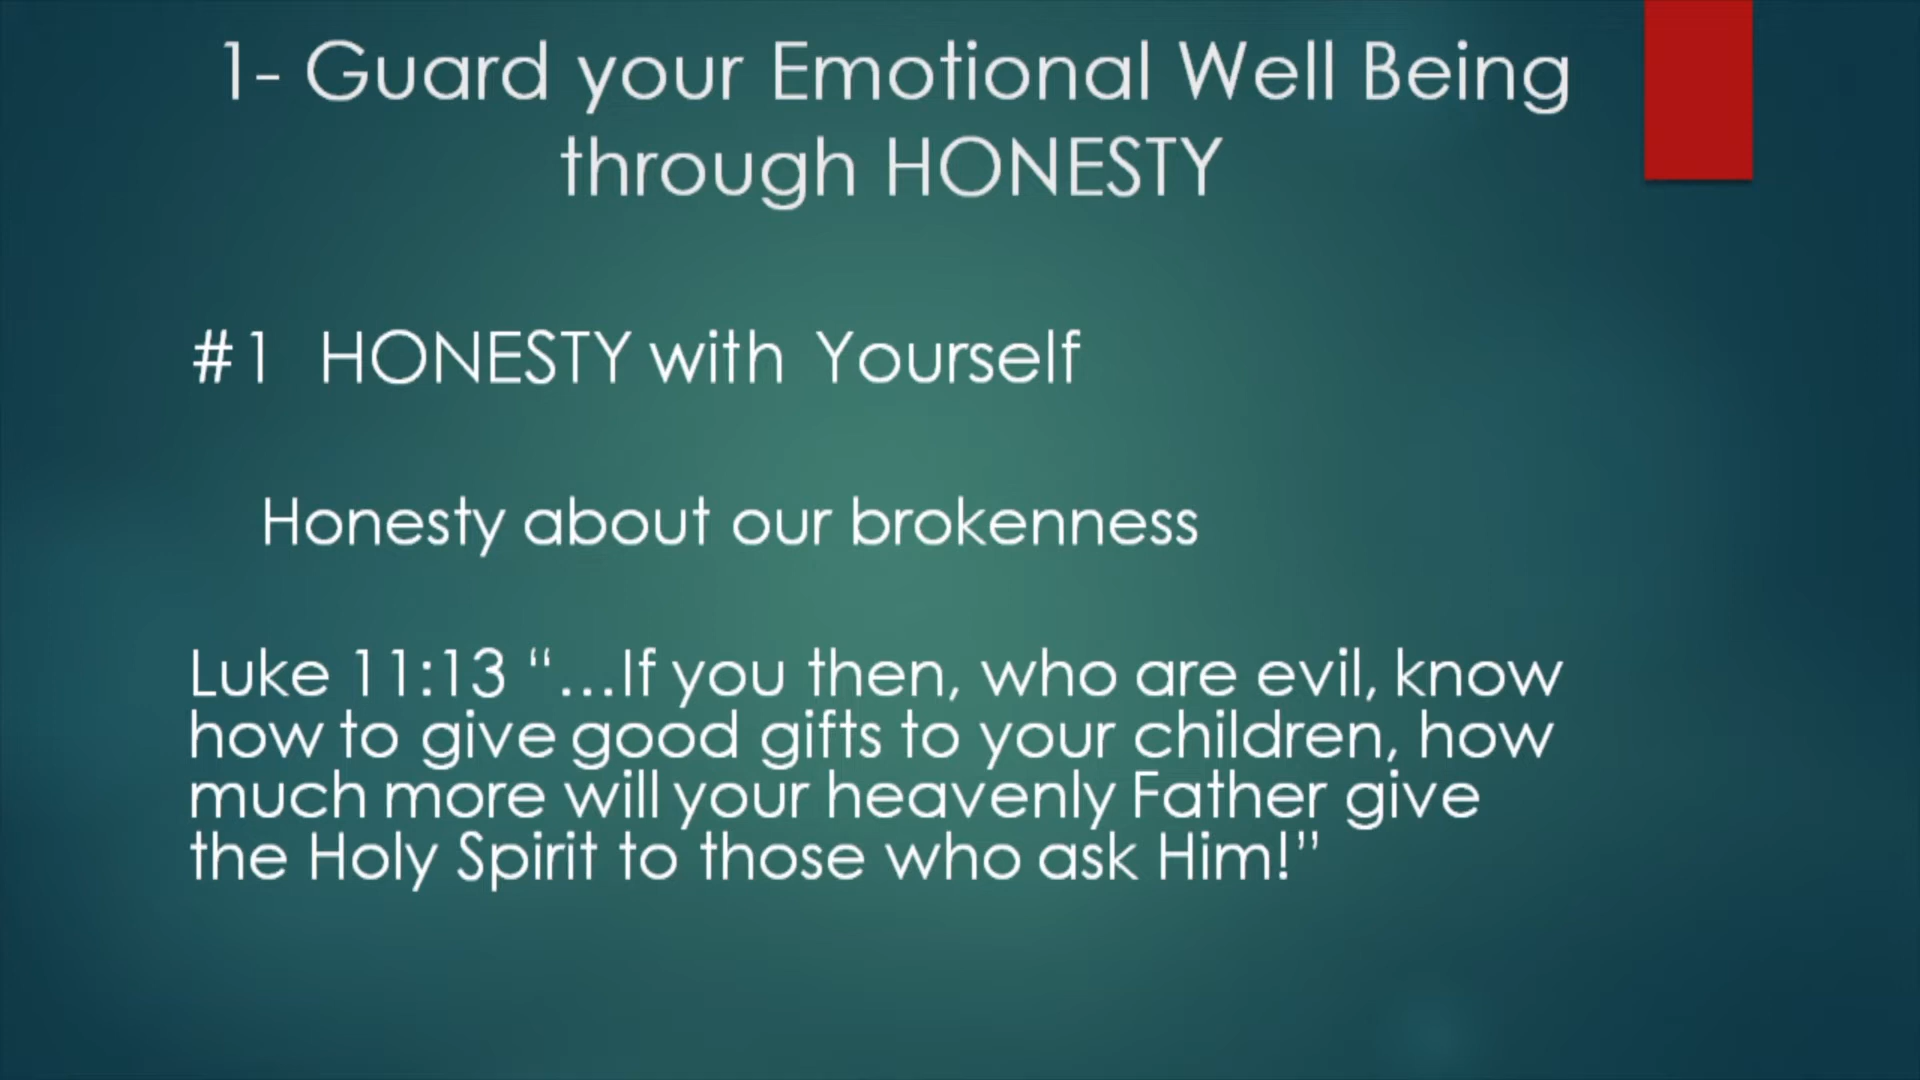 1- Guard your Emotional Well Being
through HONESTY
#1 HONESTY with Yourself
Honesty about our brokenness
Luke 11:13 “…If you then, who are evil, know
how to give good gifts to your children, how
much more will your heavenly Father give
the Holy Spirit to those who ask Him!”